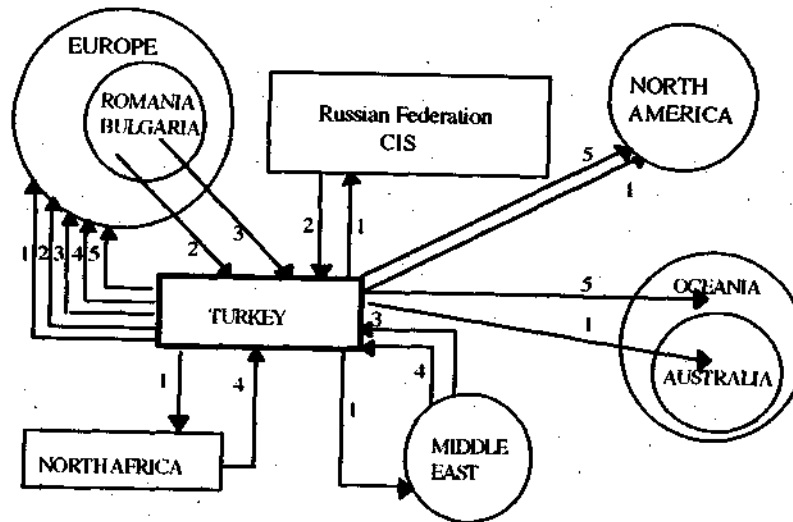 EUROPE
ROMANIA
BULGARIA
Russian Federation
CIS
NORTH
AMERICA
5
1
2
3
2
1
1 2 3 4 5
TURKEY
5
OCEANIA
1
3
AUSTRALIA
1
4
1
4
NORTH AFRICA
MIDDLE
EAST